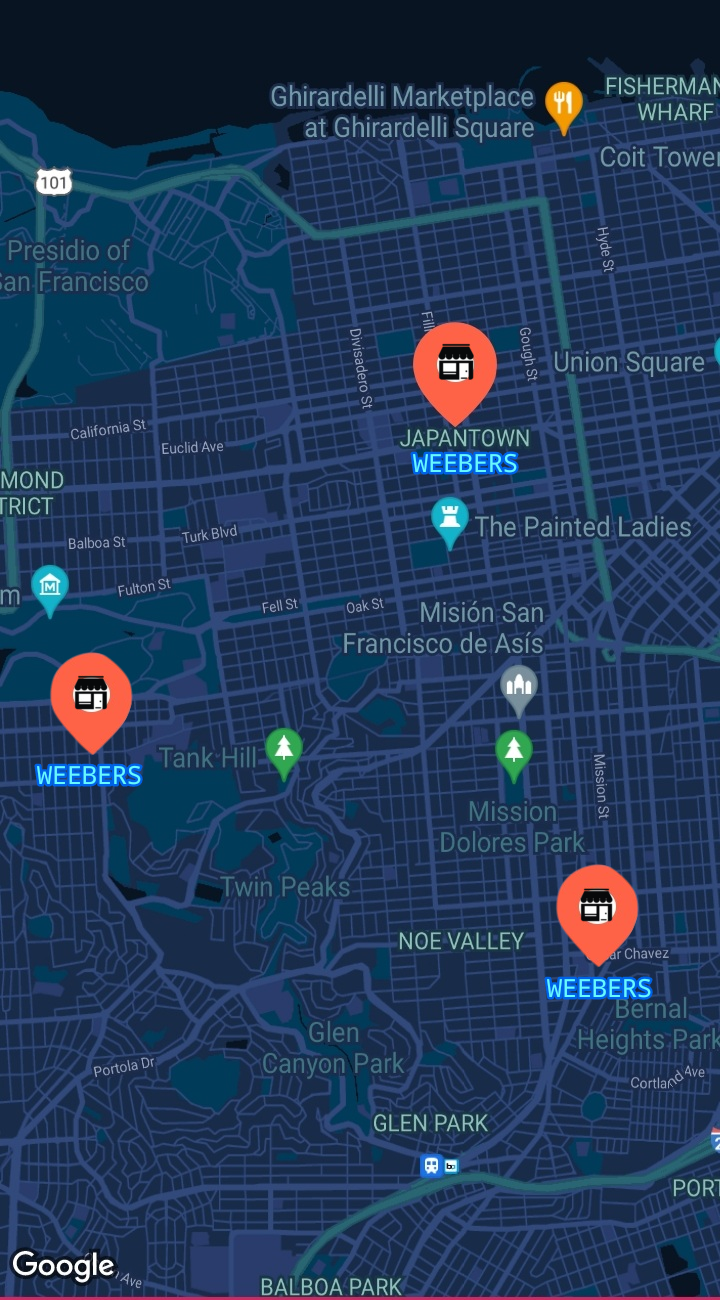 Ghirardelli Marketplace
at Ghirardelli Square
FISHERMAN
WHARF
Coit Tower
101
Presidio of
San Francisco
Hyde St
Divisadero St
Fill
Gough St
Union Square
California St
JAPANTOWN
WEEBERS
Euclid Ave
MOND
TRICT
The Painted Ladies
Turk Blvd
Balboa St
Fulton St
m
M
Fell St
Oak St
Misión San
Francisco de Asís
Tank Hill
WEEBERS
Mission St
Mission
Dolores Park
Twin Peaks
NOE VALLEY
ar Chavez
WEEBERS
Bernal
Heights Park
Glen
Canyon Park
Portola Dr
Cortland Ave
GLEN PARK
2
PORT
Google
Ave
BALBOA PARK